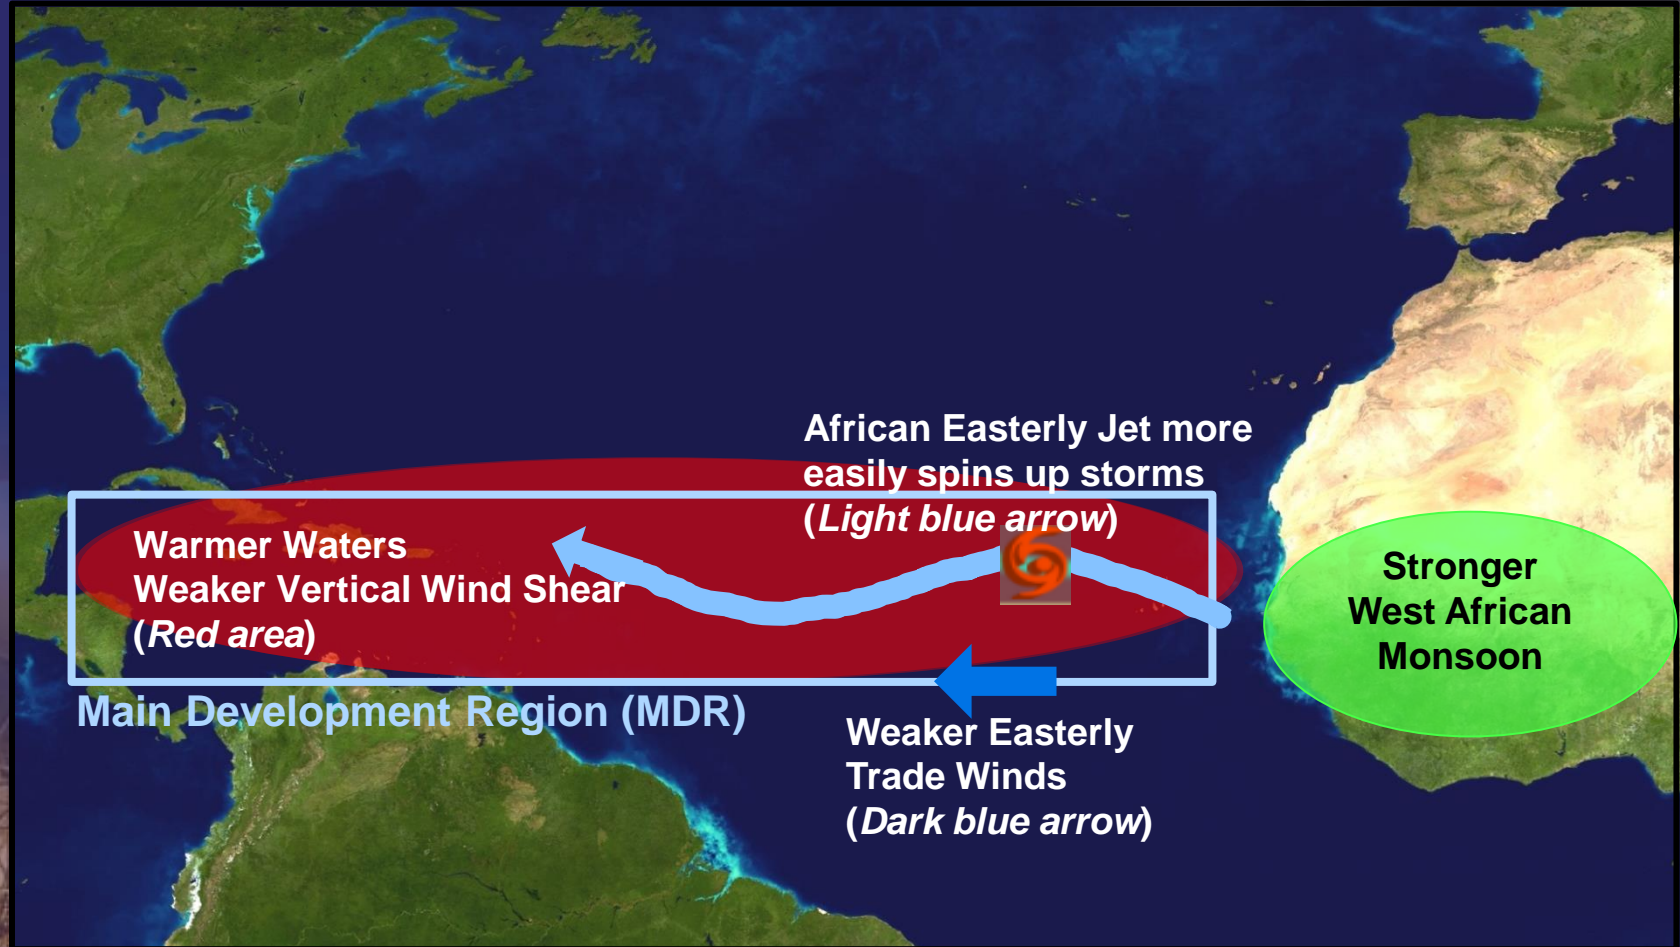 African Easterly Jet more
easily spins up storms
(Light blue arrow)
Warmer Waters
Weaker Vertical Wind Shear
(Red area)
Stronger
West African
Monsoon
Main Development Region (MDR)
Weaker Easterly
Trade Winds
(Dark blue arrow)